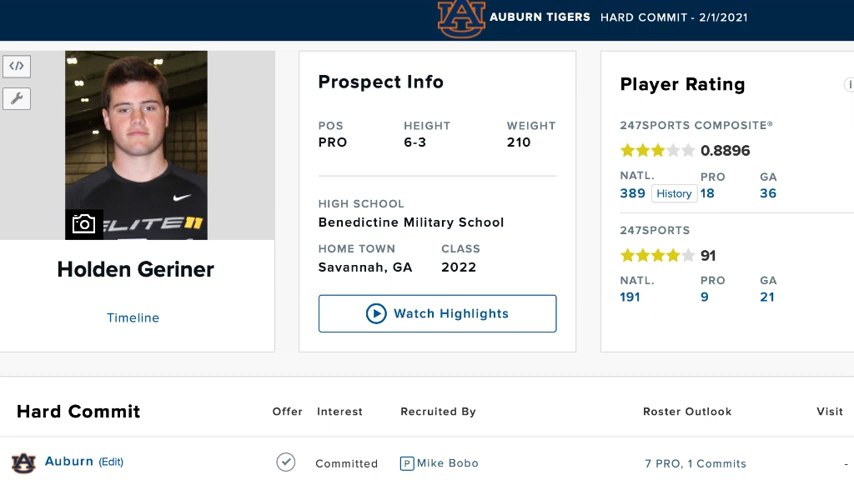 AUBURN TIGERS HARD COMMIT - 2/1/2021
</>
ELITE 11
Holden Geriner
Timeline
Prospect Info
POS HEIGHT WEIGHT
PRO 6-3 210
HIGH SCHOOL
Benedictine Military School
HOME TOWN CLASS
Savannah, GA 2022
Watch Highlights
Player Rating
247SPORTS COMPOSITE®
0.8896
NATL. PRO GA
389 History 18 36
247SPORTS
91
NATL. PRO GA
191 9 21
Hard Commit Offer Interest Recruited By Roster Outlook Visit
Auburn (Edit) Committed P Mike Bobo 7 PRO, 1 Commits -